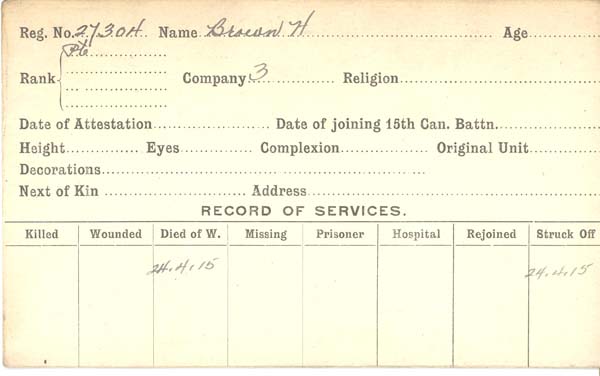 Reg. No. 27304 Name Brown H Age
Pte
Rank Company 3 Religion
Date of Attestation Date of joining 15th Can. Battn.
Height Eyes Complexion Original Unit
Decorations
Next of Kin Address
RECORD OF SERVICES.
Killed Wounded Died of W. Missing Prisoner Hospital Rejoined Struck Off
24.4.15 24.4.15